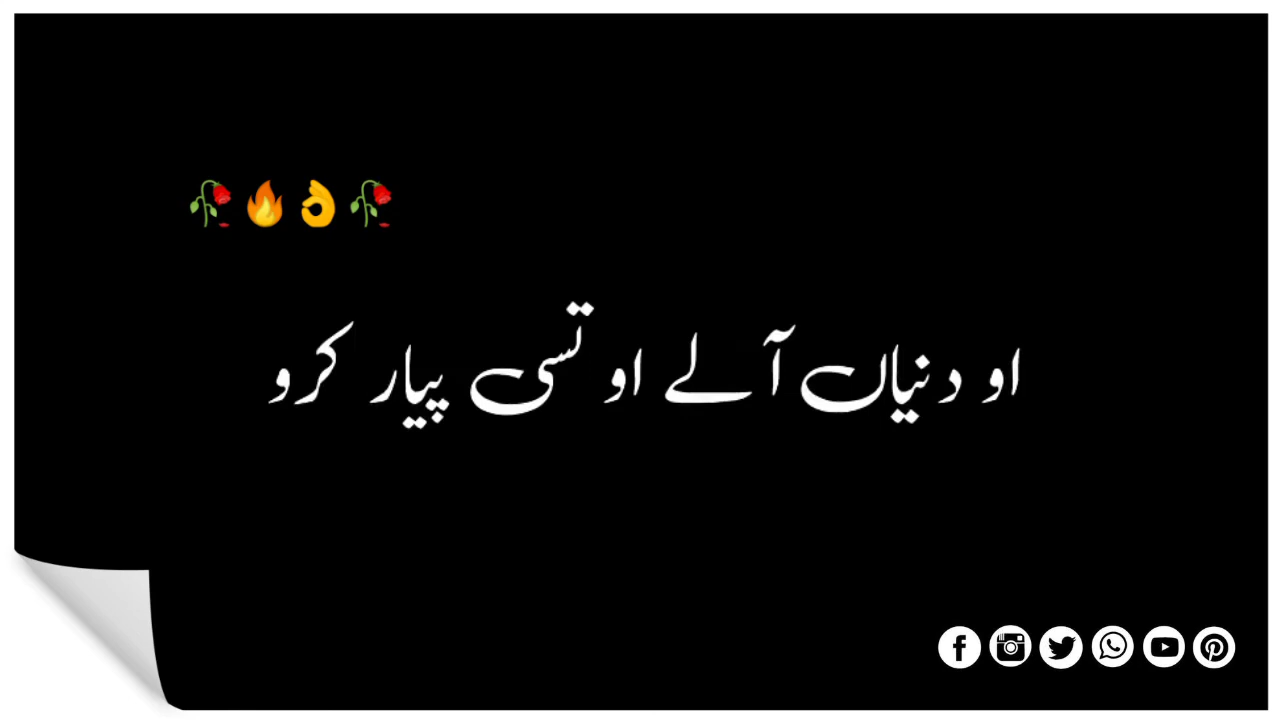 🥀🔥👌🥀
او دنیاں آلے او تسی پیار کرو